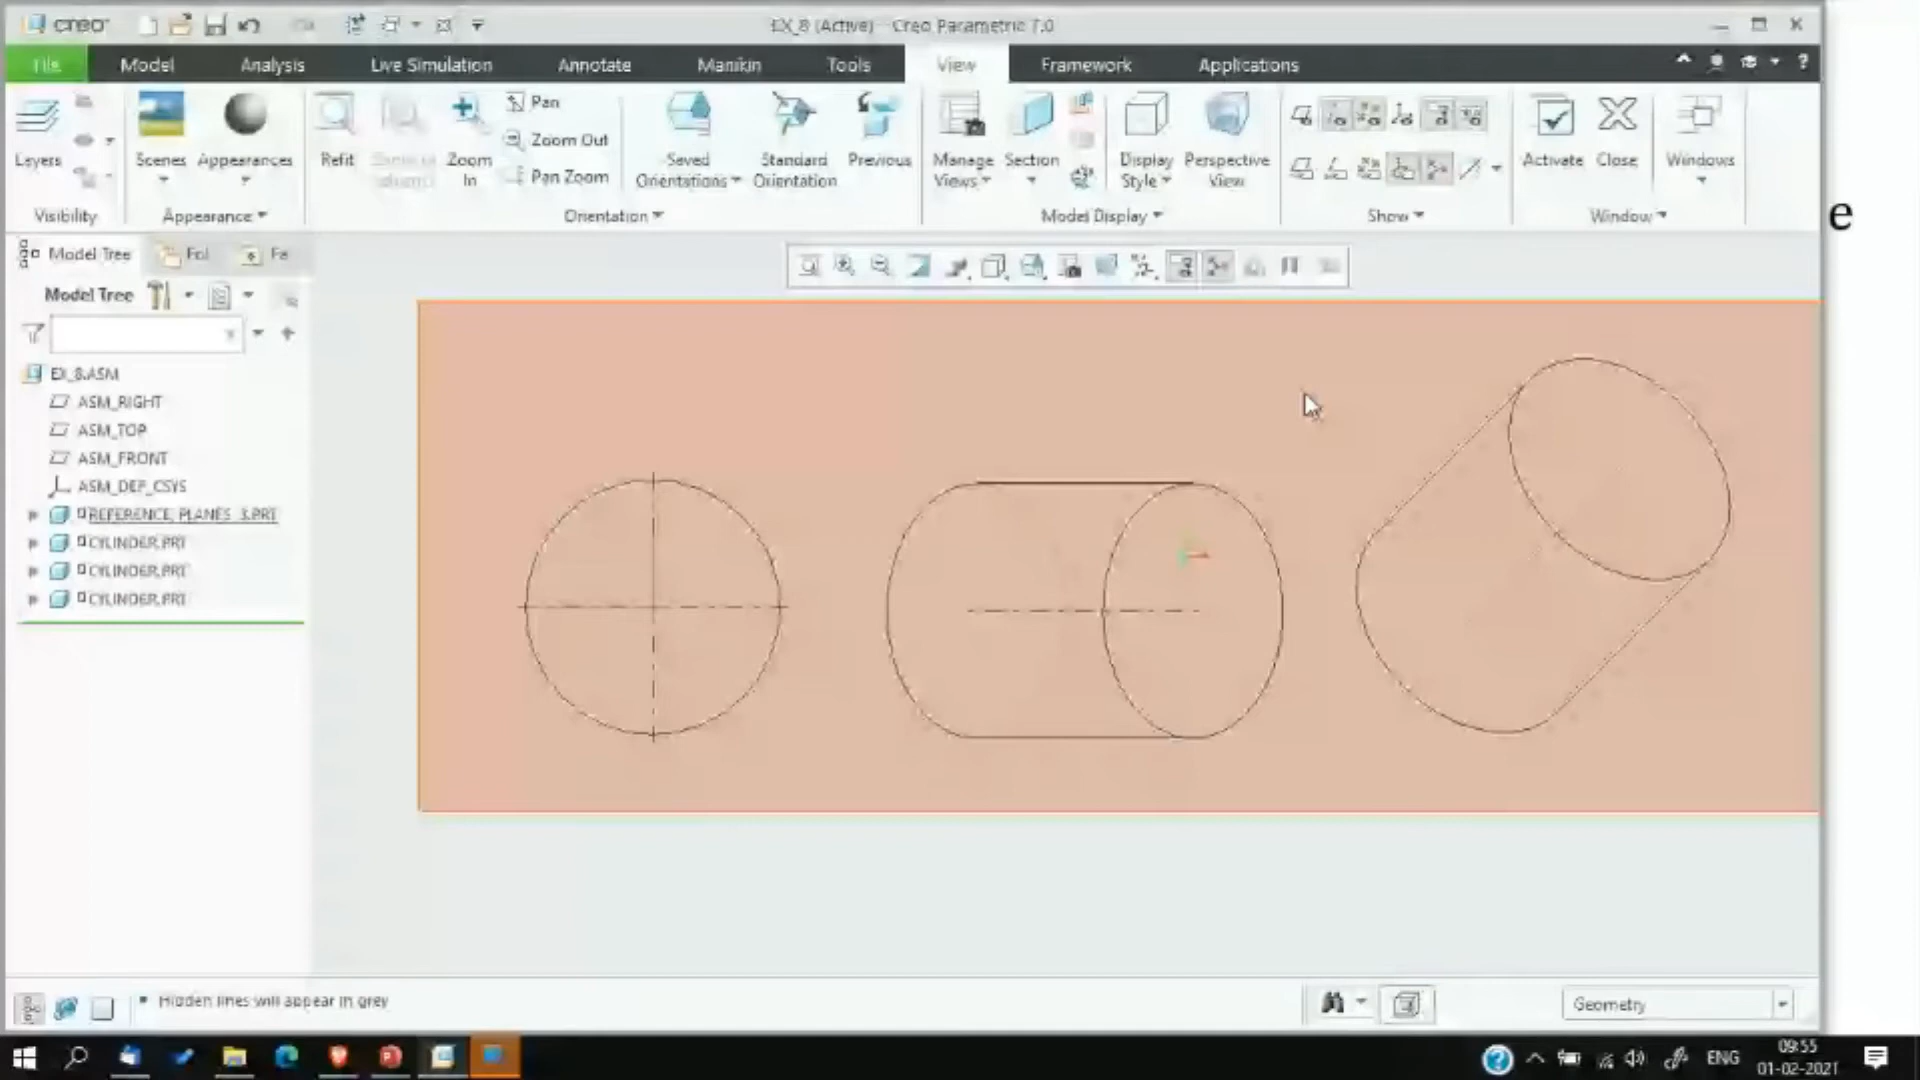 creo
EX_8 (Active) - Creo Parametric 7.0
File
Model
Analysis
Live Simulation
Annotate
Manikin
Tools
View
Framework
Applications
Layers
Scenes
Appearances
Refit
Zoom
In
Pan
Zoom Out
Pan Zoom
Saved
Orientations
Standard
Orientation
Previous
Manage
Views
Section
Display
Style
Perspective
View
Activate
Close
Windows
Visibility
Appearance
Orientation
Model Display
Show
Window
e
Model Tree
Fol
Fa
Model Tree
EX_8.ASM
ASM_RIGHT
ASM_TOP
ASM_FRONT
ASM_DEF_CSYS
REFERENCE_PLANES_3.PRT
CYLINDER.PRT
CYLINDER.PRT
CYLINDER.PRT
Hidden lines will appear in grey
Geometry
ENG
09:55
01-02-2021